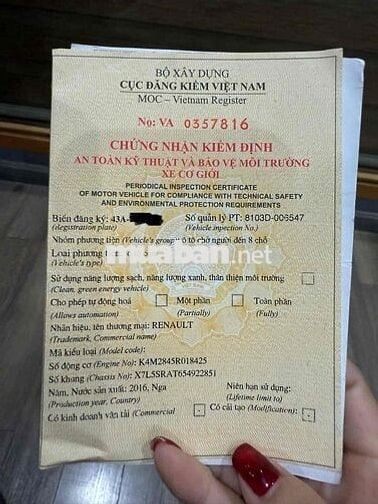 BỘ XÂY DỰNG
CỤC ĐĂNG KIỂM VIỆT NAM
MOC – Vietnam Register
No: VA 0357816
CHỨNG NHẬN KIỂM ĐỊNH
AN TOÀN KỸ THUẬT VÀ BẢO VỆ MÔI TRƯỜNG
XE CƠ GIỚI
PERIODICAL INSPECTION CERTIFICATE
OF MOTOR VEHICLE FOR COMPLIANCE WITH TECHNICAL SAFETY
AND ENVIRONMENTAL PROTECTION REQUIREMENTS
Biển đăng ký: 43A- Số quản lý PT: 8103D-006547
(Registration plate) (Vehicle inspection No.)
Nhóm phương tiện (Vehicle's group): ô tô chở người đến 8 chỗ
Loại phương
(Vehicle's type)
muaban.net
Sử dụng năng lượng sạch, năng lượng xanh, thân thiện môi trường
(Clean, green energy vehicle)
Cho phép tự động hoá Một phần Toàn phần
(Allows automation) (Partially) (Fully)
Nhãn hiệu, tên thương mại: RENAULT
(Trademark, Commercial name)
Mã kiểu loại (Model code):
Số động cơ (Engine No): K4M2845R018425
Số khung (Chassis No): X7L5SRAT654922851
Năm, Nước sản xuất: 2016, Nga Niên hạn sử dụng:
(Production year, Country) (Lifetime limit to)
Có kinh doanh vận tải (Commercial Có cải tạo (Modification):